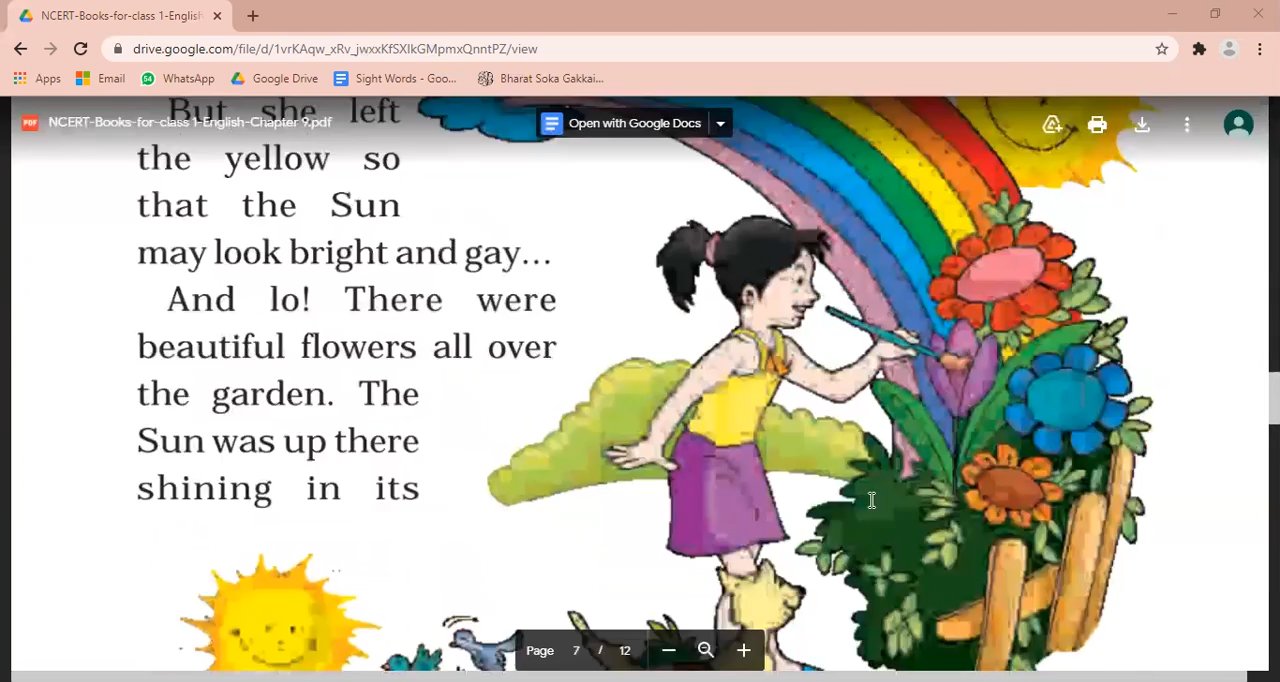 NCERT-Books-for-class 1-English
drive.google.com/file/d/1vrKAqw_xRv_jwxxKfSXIkGMpmxQnntPZ/view
Apps Email WhatsApp Google Drive Sight Words - Goo... Bharat Soka Gakkai...
NCERT-Books-for-class 1-English-Chapter 9.pdf
Open with Google Docs
But she left
the yellow so
that the Sun
may look bright and gay...
And lo! There were
beautiful flowers all over
the garden. The
Sun was up there
shining in its
Page 7 / 12